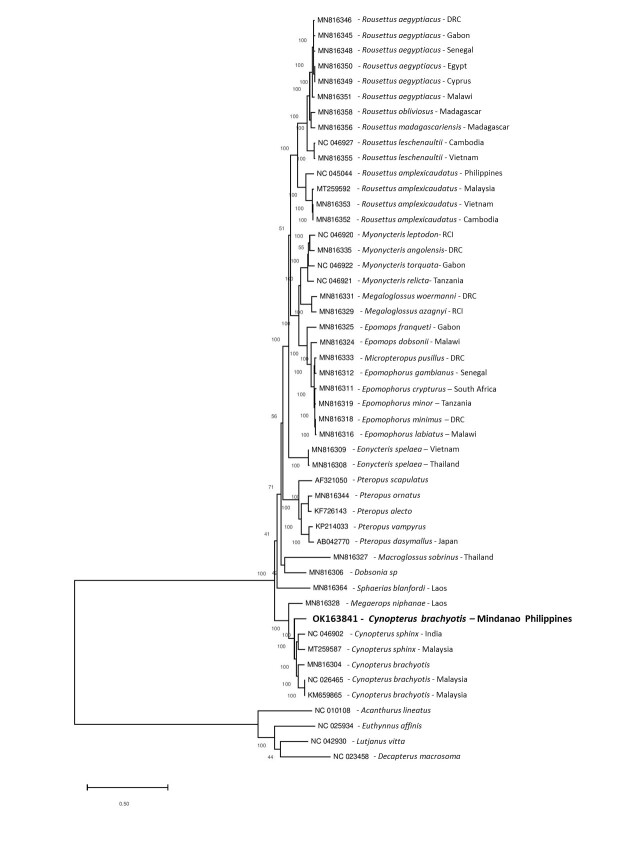 MN816346 - Rousettus aegyptiacus - DRC
MN816345 - Rousettus aegyptiacus - Gabon
100
MN816348 - Rousettus aegyptiacus - Senegal
100
MN816350 - Rousettus aegyptiacus - Egypt
100
MN816349 - Rousettus aegyptiacus - Cyprus
100
MN816351 - Rousettus aegyptiacus - Malawi
MN816358 - Rousettus obliviosus - Madagascar
100
MN816356 - Rousettus madagascariensis - Madagascar
100
NC 046927 - Rousettus leschenaultii - Cambodia
100
MN816355 - Rousettus leschenaultii - Vietnam
100
NC 045044 - Rousettus amplexicaudatus - Philippines
MT259592 - Rousettus amplexicaudatus - Malaysia
100
MN816353 - Rousettus amplexicaudatus - Vietnam
100
MN816352 - Rousettus amplexicaudatus - Cambodia
100
51
NC 046920 - Myonycteris leptodon- RCI
100
MN816335 - Myonycteris angolensis- DRC
55
NC 046922 - Myonycteris torquata- Gabon
100
NC 046921 - Myonycteris relicta- Tanzania
100
MN816331 - Megaloglossus woermanni - DRC
MN816329 - Megaloglossus azagnyi - RCI
100
100
MN816325 - Epomops franqueti - Gabon
MN816324 - Epomops dobsonii - Malawi
100
100
MN816333 - Micropteropus pusillus - DRC
100
MN816312 - Epomophorus gambianus - Senegal
100
MN816311 - Epomophorus crypturus – South Africa
100
MN816319 - Epomophorus minor – Tanzania
56
MN816318 - Epomophorus minimus – DRC
100
MN816316 - Epomophorus labiatus – Malawi
100
MN816309 - Eonycteris spelaea – Vietnam
MN816308 - Eonycteris spelaea – Thailand
100
AF321050 - Pteropus scapulatus
71
MN816344 - Pteropus ornatus
100
KF726143 - Pteropus alecto
100
KP214033 - Pteropus vampyrus
100
41
AB042770 - Pteropus dasymallus - Japan
100
MN816327 - Macroglossus sobrinus - Thailand
MN816306 - Dobsonia sp
100
MN816364 - Sphaerias blanfordi - Laos
MN816328 - Megaerops niphanae - Laos
OK163841 - Cynopterus brachyotis – Mindanao Philippines
100
NC 046902 - Cynopterus sphinx - India
100
MT259587 - Cynopterus sphinx - Malaysia
100
MN816304 - Cynopterus brachyotis
100
NC 026465 - Cynopterus brachyotis - Malaysia
100
KM659865 - Cynopterus brachyotis - Malaysia
100
NC 010108 - Acanthurus lineatus
NC 025934 - Euthynnus affinis
NC 042930 - Lutjanus vitta
100
NC 023458 - Decapterus macrosoma
44
0.50